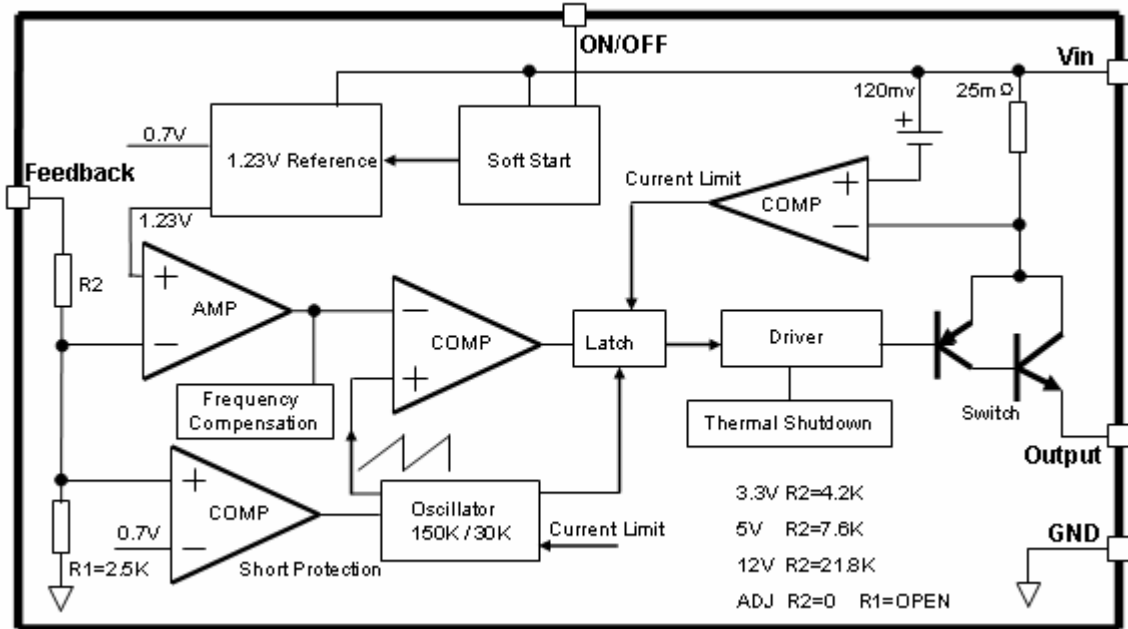 ON/OFF
Vin
120mv
25mΩ
+
0.7V
1.23V Reference
Soft Start
Feedback
Current Limit
+
COMP
−
1.23V
R2
+
AMP
−
−
COMP
+
Latch
Driver
Frequency
Compensation
Thermal Shutdown
Switch
Output
+
COMP
−
0.7V
R1=2.5K
Short Protection
Oscillator
150K/30K
Current Limit
3.3V R2=4.2K
5V R2=7.6K
12V R2=21.8K
ADJ R2=0 R1=OPEN
GND